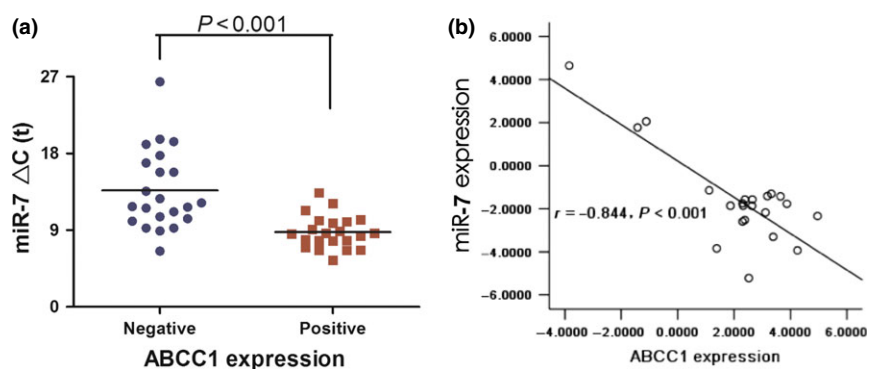 (a)
P < 0.001
27
18
9
0
miR-7 △C (t)
Negative
Positive
ABCC1 expression
(b)
6.0000
4.0000
2.0000
0.0000
−2.0000
−4.0000
−6.0000
miR-7 expression
r = −0.844, P < 0.001
−4.0000
−2.0000
0.0000
2.0000
4.0000
6.0000
ABCC1 expression